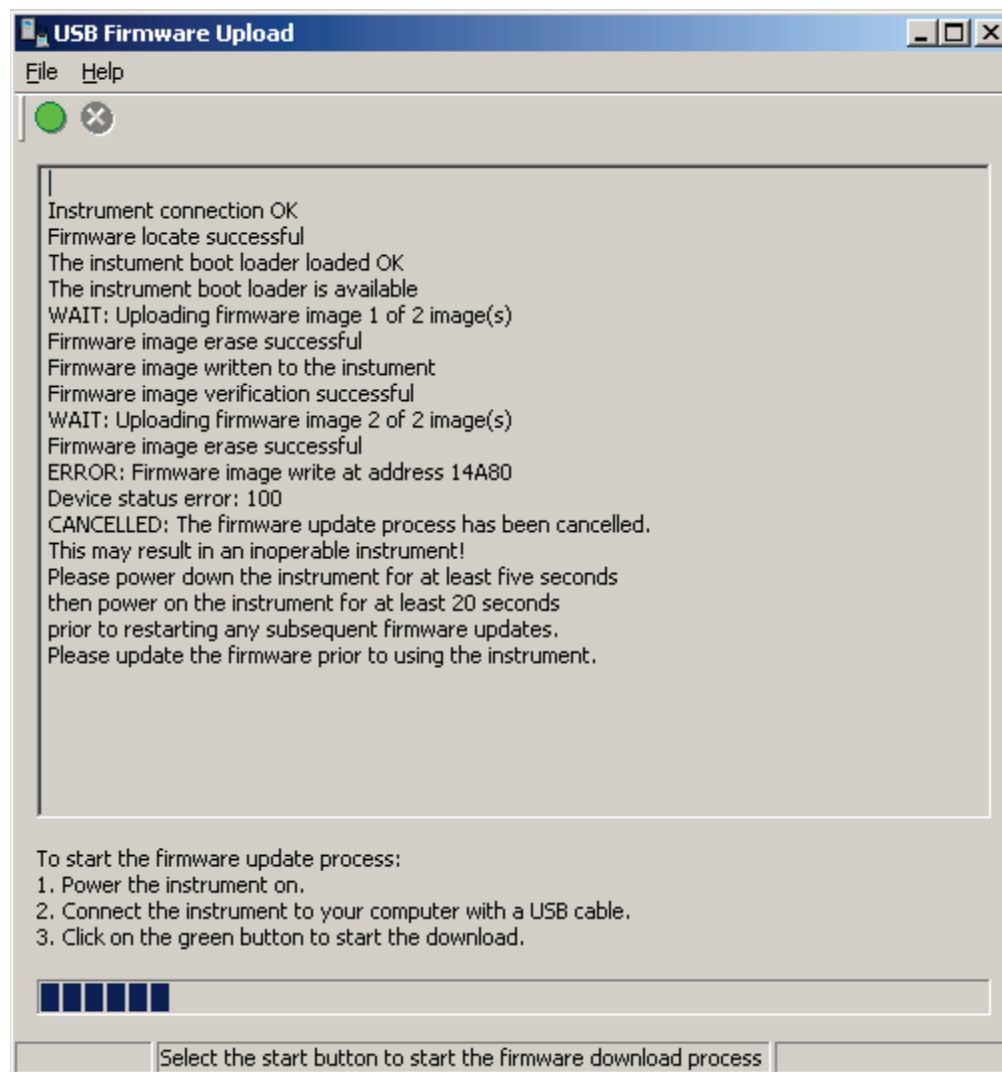 USB Firmware Upload
File Help
Instrument connection OK
Firmware locate successful
The instument boot loader loaded OK
The instrument boot loader is available
WAIT: Uploading firmware image 1 of 2 image(s)
Firmware image erase successful
Firmware image written to the instument
Firmware image verification successful
WAIT: Uploading firmware image 2 of 2 image(s)
Firmware image erase successful
ERROR: Firmware image write at address 14A80
Device status error: 100
CANCELLED: The firmware update process has been cancelled.
This may result in an inoperable instrument!
Please power down the instrument for at least five seconds
then power on the instrument for at least 20 seconds
prior to restarting any subsequent firmware updates.
Please update the firmware prior to using the instrument.
To start the firmware update process:
1. Power the instrument on.
2. Connect the instrument to your computer with a USB cable.
3. Click on the green button to start the download.
Select the start button to start the firmware download process